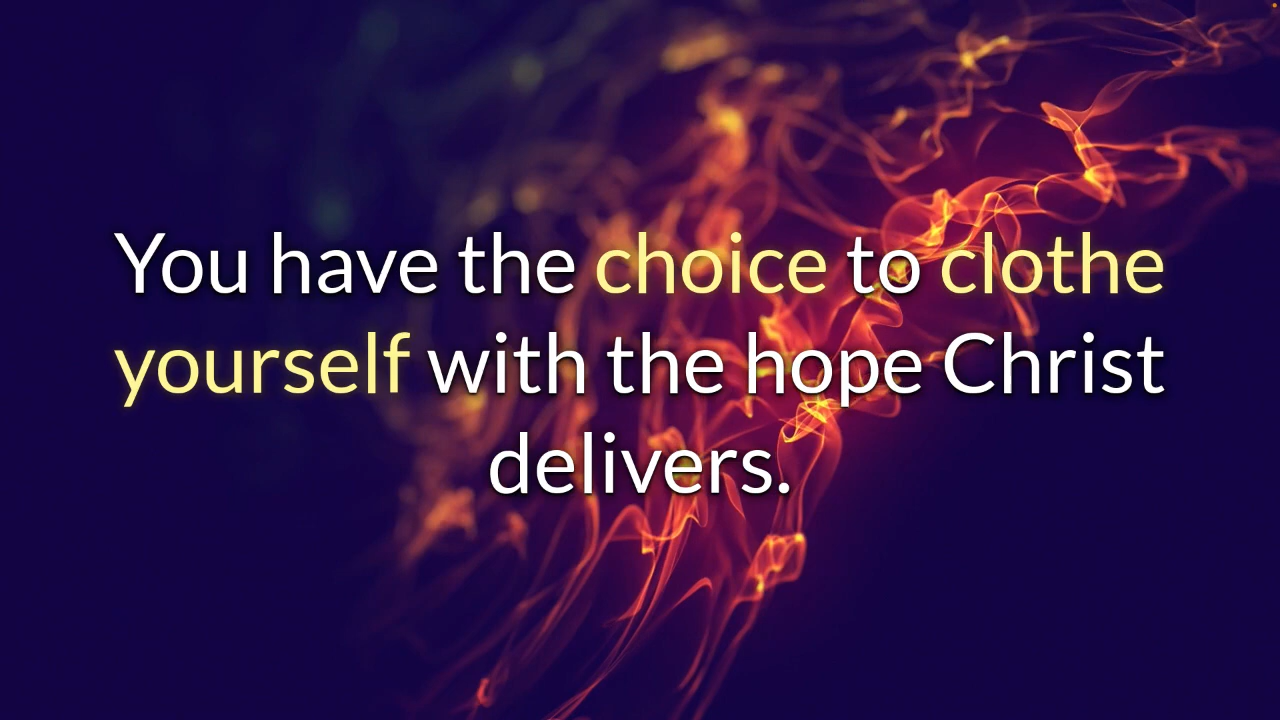 You have the choice to clothe
yourself with the hope Christ
delivers.